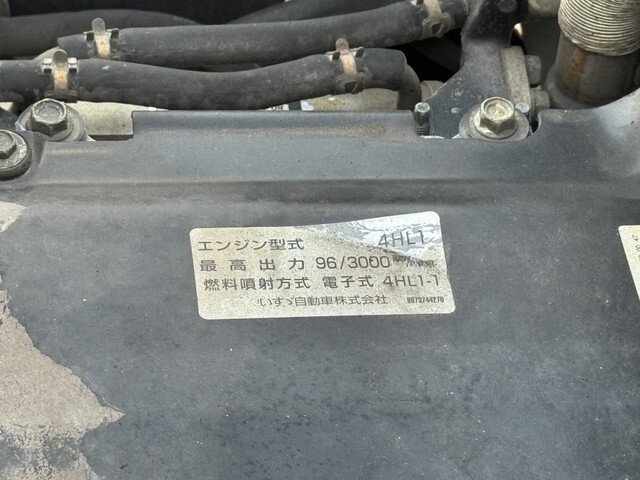 エンジン型式 4HL1
最高出力 96/3000
燃料噴射方式 電子式 4HL1-1
いすゞ自動車株式会社